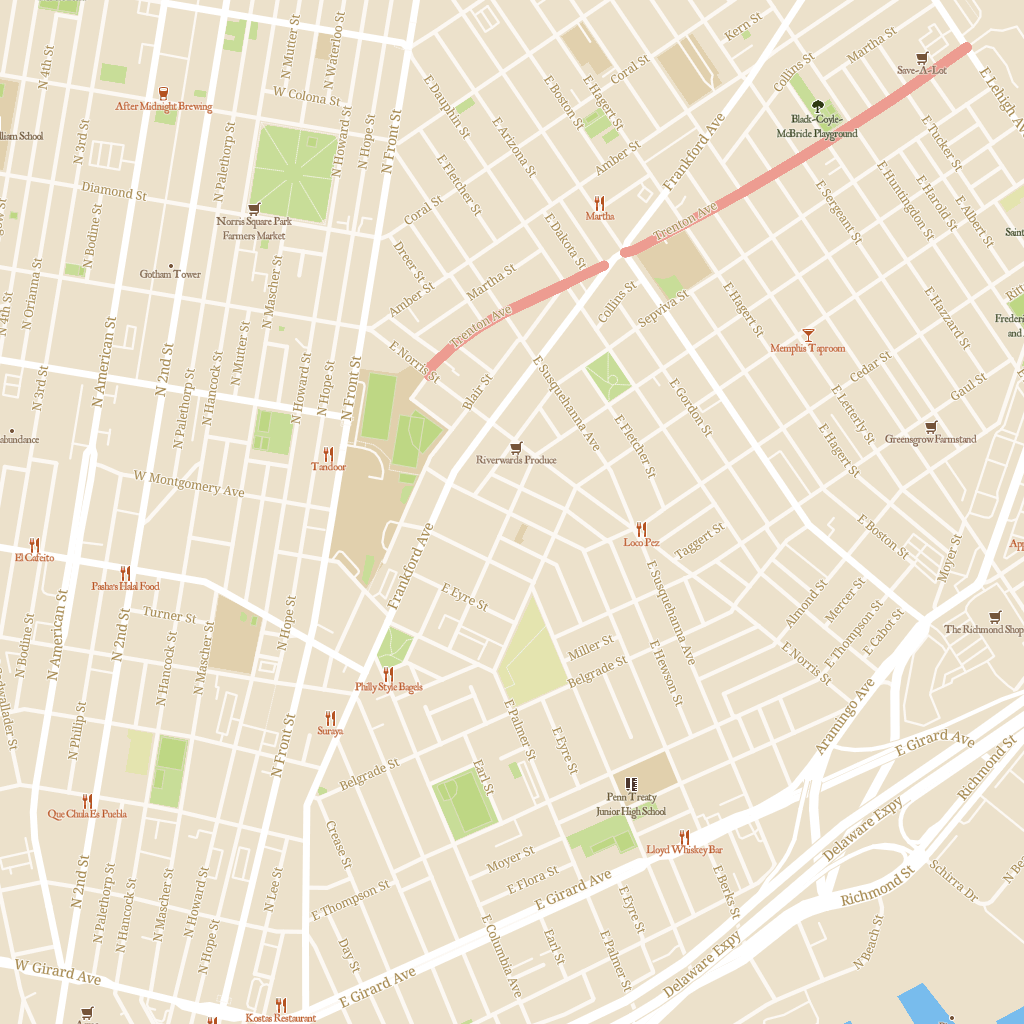 Kern St
Martha St
Save-A-Lot
E Lehigh Av
N 4th St
N Mutter St
N Waterloo St
Coral St
Collins St
E Dauphin St
E Boston St
E Hagert St
After Midnight Brewing
W Colona St
N Howard St
N Hope St
N Front St
Black-Coyle-
McBride Playground
Frankford Ave
E Tucker St
lliam School
N 3rd St
N Palethorp St
E Arizona St
Amber St
Diamond St
E Fletcher St
E Huntingdon St
E Harold St
E Albert St
E Sergeant St
Norris Square Park
Farmers Market
Coral St
Martha
Trenton Ave
Saint
N Bodine St
Gotham Tower
Dreer St
E Dakota St
N Orianna St
N 4th St
N Mascher St
Martha St
Amber St
Collins St
Sepviva St
E Hagert St
E Hazzard St
Ritt
Frederi
and
Trenton Ave
N American St
N 2nd St
N Mutter St
E Norris St
Memphis Taproom
N 3rd St
N Palethorp St
N Hancock St
N Howard St
N Hope St
N Front St
Blair St
E Susquehanna Ave
E Gordon St
Cedar St
Gaul St
E Letterly St
E Fletcher St
E Hagert St
Greensgrow Farmstand
abundance
Tandoor
Riverwards Produce
W Montgomery Ave
El Cafeito
Pasha's Halal Food
Frankford Ave
Loco Pez
Taggert St
E Boston St
Moyer St
App
N American St
N 2nd St
Turner St
N Hope St
E Eyre St
E Susquehanna Ave
Almond St
Mercer St
E Thompson St
E Cabot St
The Richmond Shop
N Bodine St
N Hancock St
N Mascher St
Miller St
Belgrade St
E Hewson St
E Norris St
Philly Style Bagels
N Philip St
Suraya
N Front St
E Palmer St
E Eyre St
Aramingo Ave
E Girard Ave
Richmond St
Belgrade St
Earl St
Penn Treaty
Junior High School
Que Chula Es Puebla
Crease St
Lloyd Whiskey Bar
Delaware Expy
Moyer St
E Flora St
E Girard Ave
E Berks St
Richmond St
Schirra Dr
N Bea
N 2nd St
N Palethorp St
N Hancock St
N Mascher St
N Howard St
N Hope St
N Lee St
E Thompson St
Day St
E Columbia Ave
Earl St
E Eyre St
E Palmer St
Delaware Expy
N Beach St
W Girard Ave
E Girard Ave
Kostas Restaurant